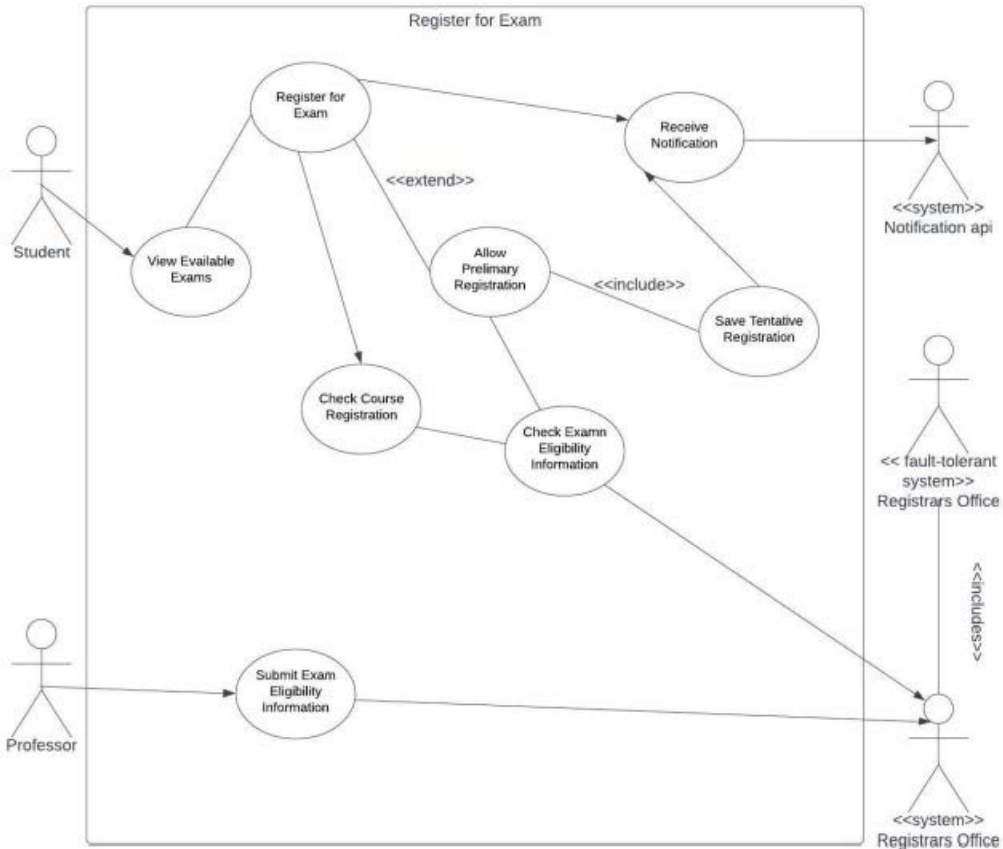 Register for Exam
Register for
Exam
Receive
Notification
<<extend>>
<<system>>
Notification api
Student
View Eavailable
Exams
Allow
Prelimary
Registration
<<include>>
Save Tentative
Registration
Check Course
Registration
Check Examn
Eligibility
Information
<< fault-tolerant
system>>
Registrars Office
<<includes>>
Submit Exam
Eligibility
Information
Professor
<<system>>
Registrars Office